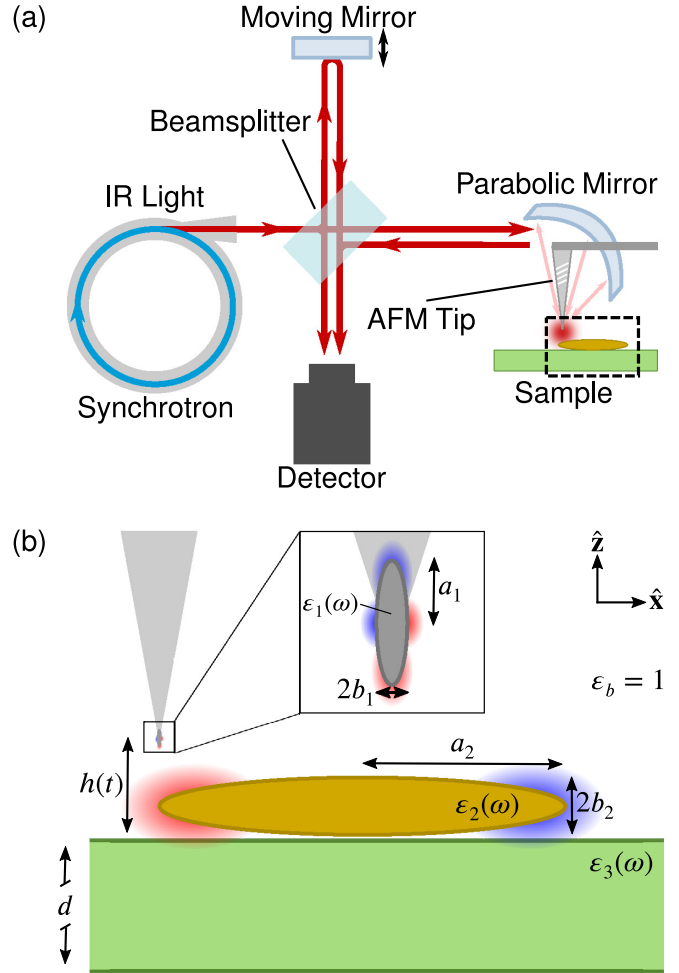 (a)
Moving Mirror
Beamsplitter
IR Light
Parabolic Mirror
AFM Tip
Synchrotron
Sample
Detector
(b)
ẑ
x̂
a₁
ε₁(ω)
2b₁
ε_b = 1
h(t)
a₂
ε₂(ω)
2b₂
ε₃(ω)
d